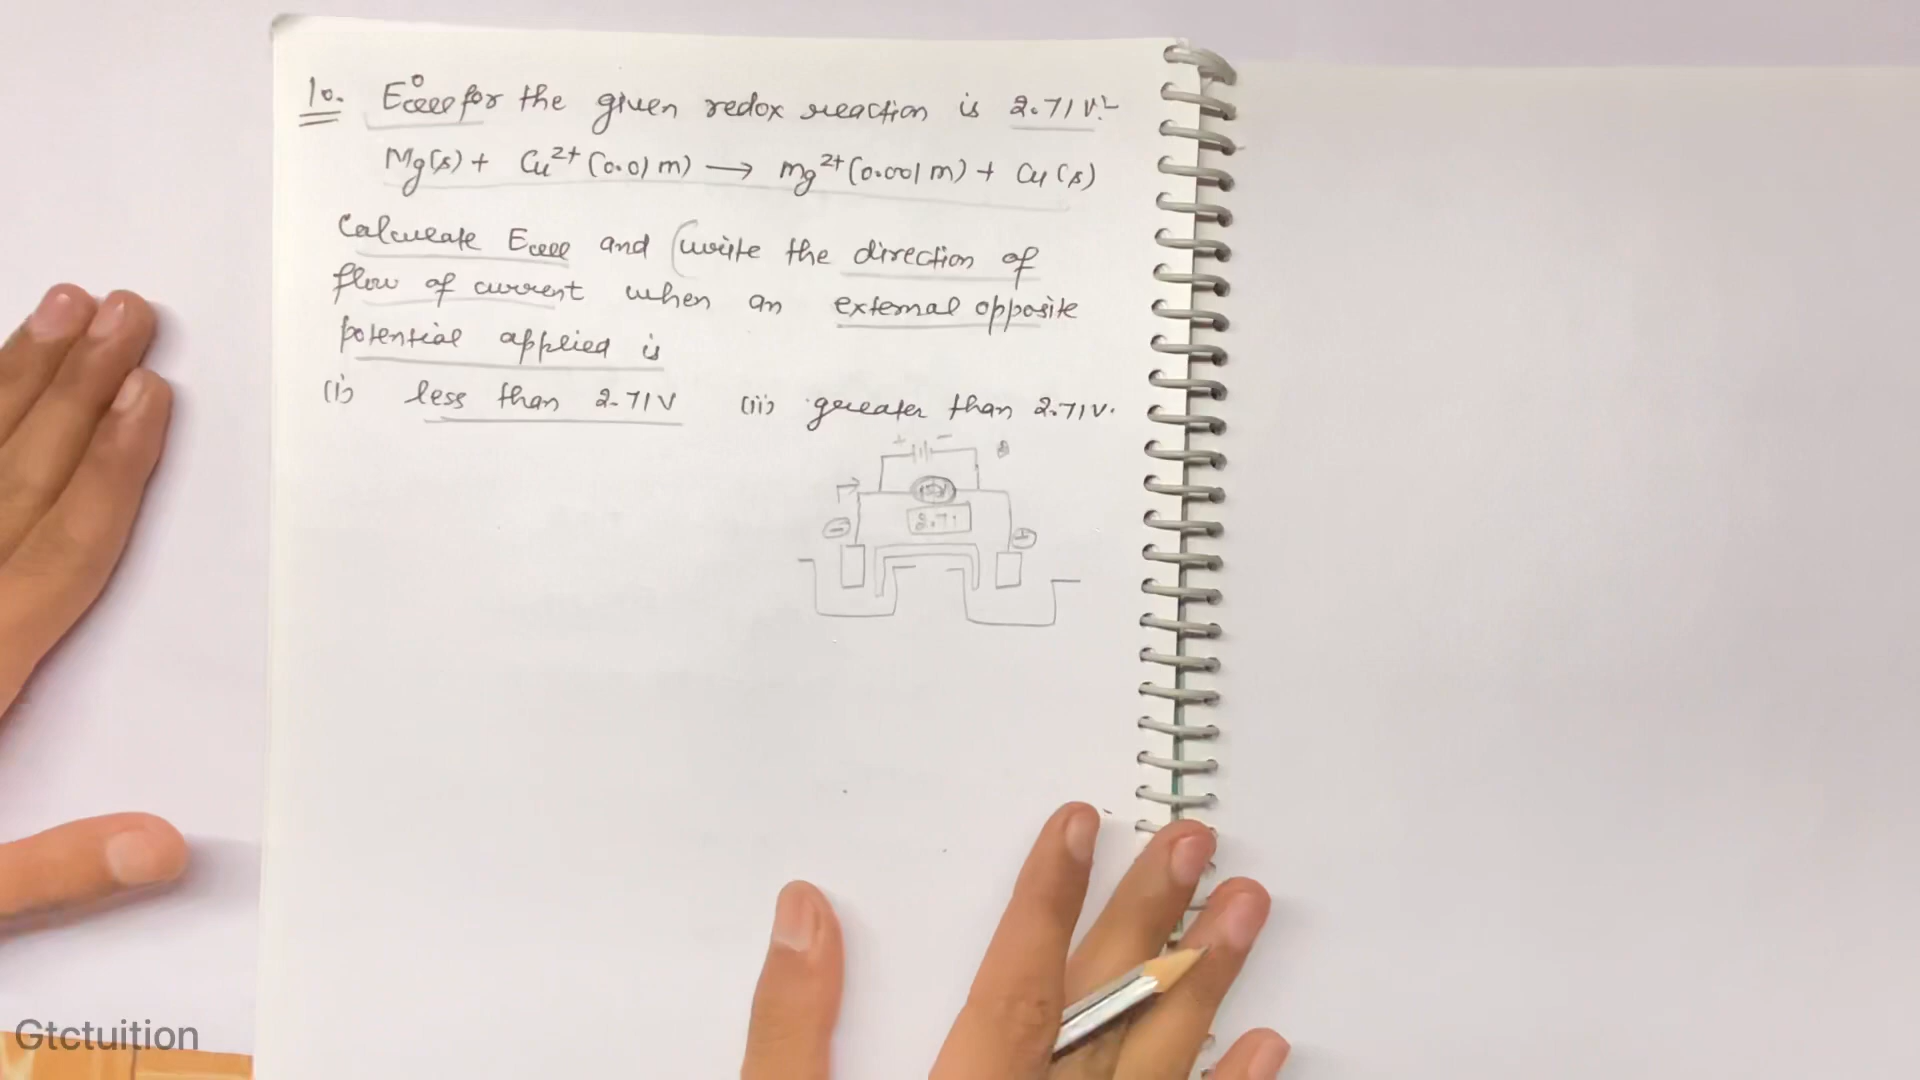 10. E°cell for the given redox reaction is 2.71V.
Mg(s) + Cu²⁺ (0.01 m) → Mg²⁺ (0.001 m) + Cu (s)
Calculate Ecell and (write the direction of
flow of current when an external opposite
potential applied is
(i) less than 2.71V (ii) greater than 2.71V.
+ −
2.71
− +
Gtctuition